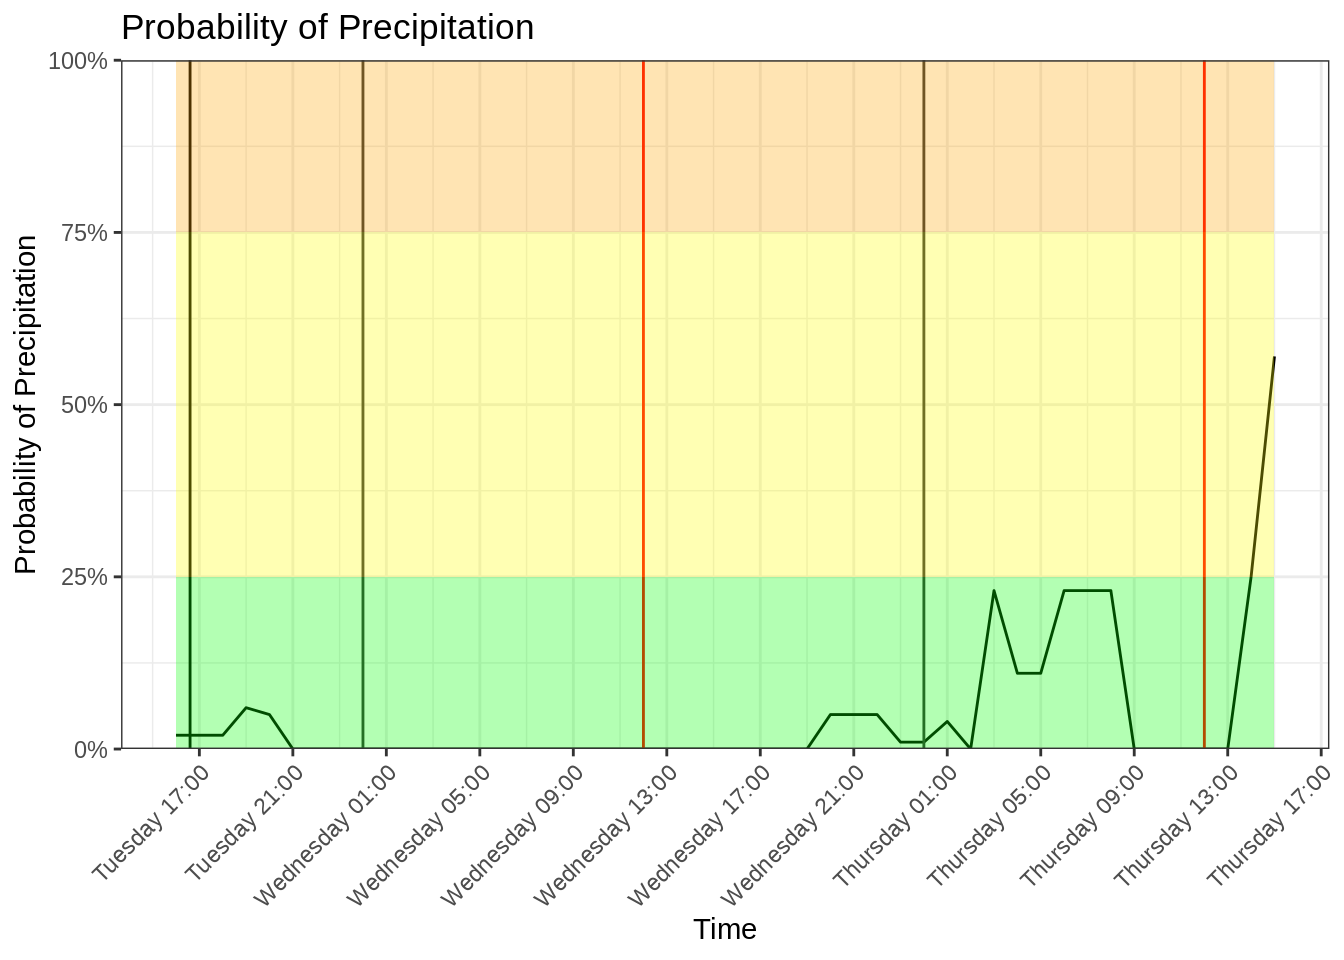 Probability of Precipitation
Probability of Precipitation
100%
75%
50%
25%
0%
Tuesday 17:00
Tuesday 21:00
Wednesday 01:00
Wednesday 05:00
Wednesday 09:00
Wednesday 13:00
Wednesday 17:00
Wednesday 21:00
Thursday 01:00
Thursday 05:00
Thursday 09:00
Thursday 13:00
Thursday 17:00
Time